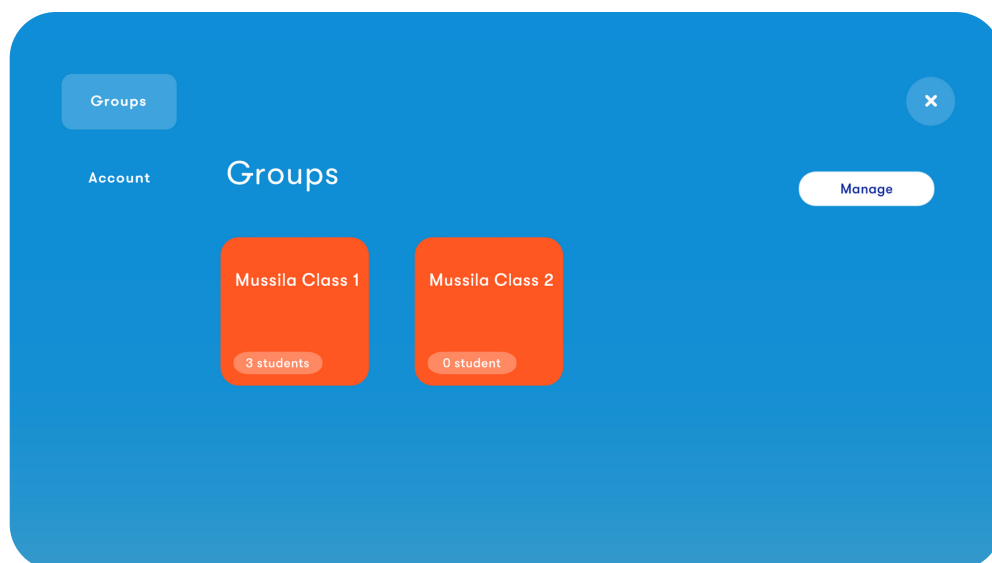 Groups
Account
Groups
Manage
Mussila Class 1
Mussila Class 2
3 students
0 student